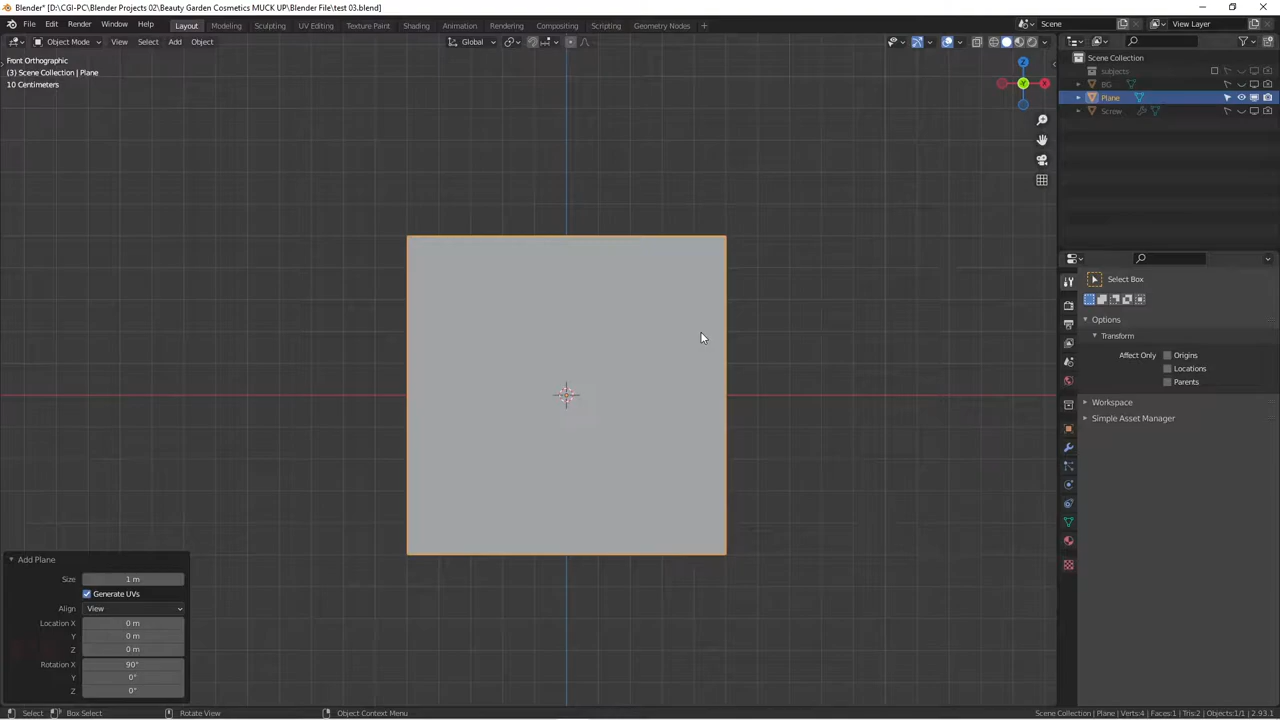 Blender* [D:\CGI-PC\Blender Projects 02\Beauty Garden Cosmetics MUCK UP\Blender File\test 03.blend]
File Edit Render Window Help Layout Modeling Sculpting UV Editing Texture Paint Shading Animation Rendering Compositing Scripting Geometry Nodes + Scene View Layer
Object Mode View Select Add Object Global
Front Orthographic
(3) Scene Collection | Plane
10 Centimeters
Z
Y
X
Scene Collection
subjects
BG
Plane
Screw
Select Box
Options
Transform
Affect Only Origins
Locations
Parents
Workspace
Simple Asset Manager
Add Plane
Size 1 m
Generate UVs
Align View
Location X 0 m
Y 0 m
Z 0 m
Rotation X 90°
Y 0°
Z 0°
Select Box Select Rotate View Object Context Menu Scene Collection | Plane | Verts:4 | Faces:1 | Tris:2 | Objects:1/1 | 2.93.1